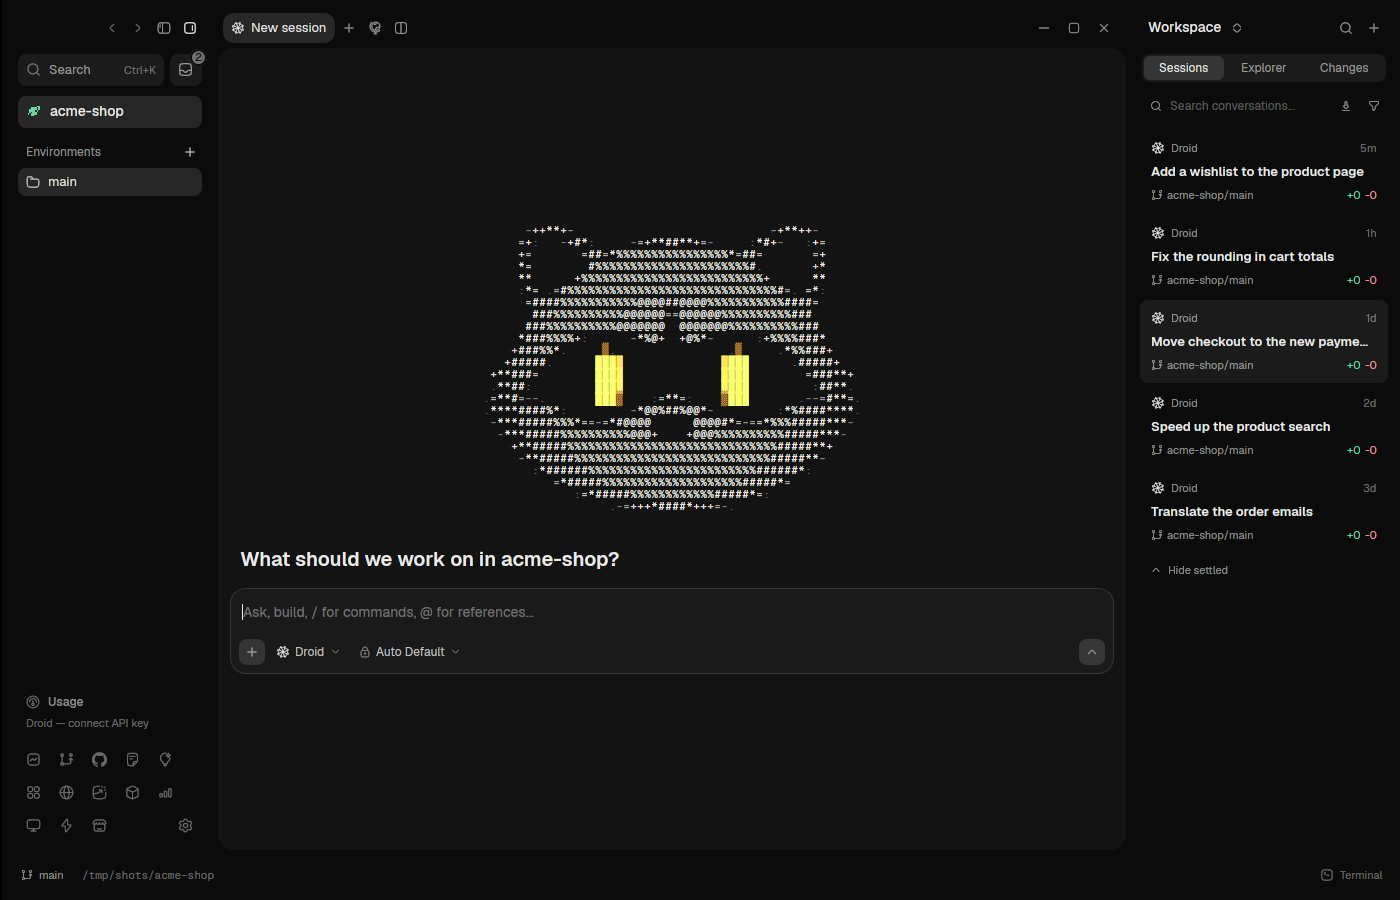 New session
Workspace
Search
Ctrl+K
2
acme-shop
Environments
main
Sessions
Explorer
Changes
Search conversations...
Droid
5m
Add a wishlist to the product page
acme-shop/main
+0 -0
Droid
1h
Fix the rounding in cart totals
acme-shop/main
+0 -0
Droid
1d
Move checkout to the new payme...
acme-shop/main
+0 -0
Droid
2d
Speed up the product search
acme-shop/main
+0 -0
Droid
3d
Translate the order emails
acme-shop/main
+0 -0
Hide settled
What should we work on in acme-shop?
Ask, build, / for commands, @ for references...
Droid
Auto Default
Usage
Droid — connect API key
main
/tmp/shots/acme-shop
Terminal